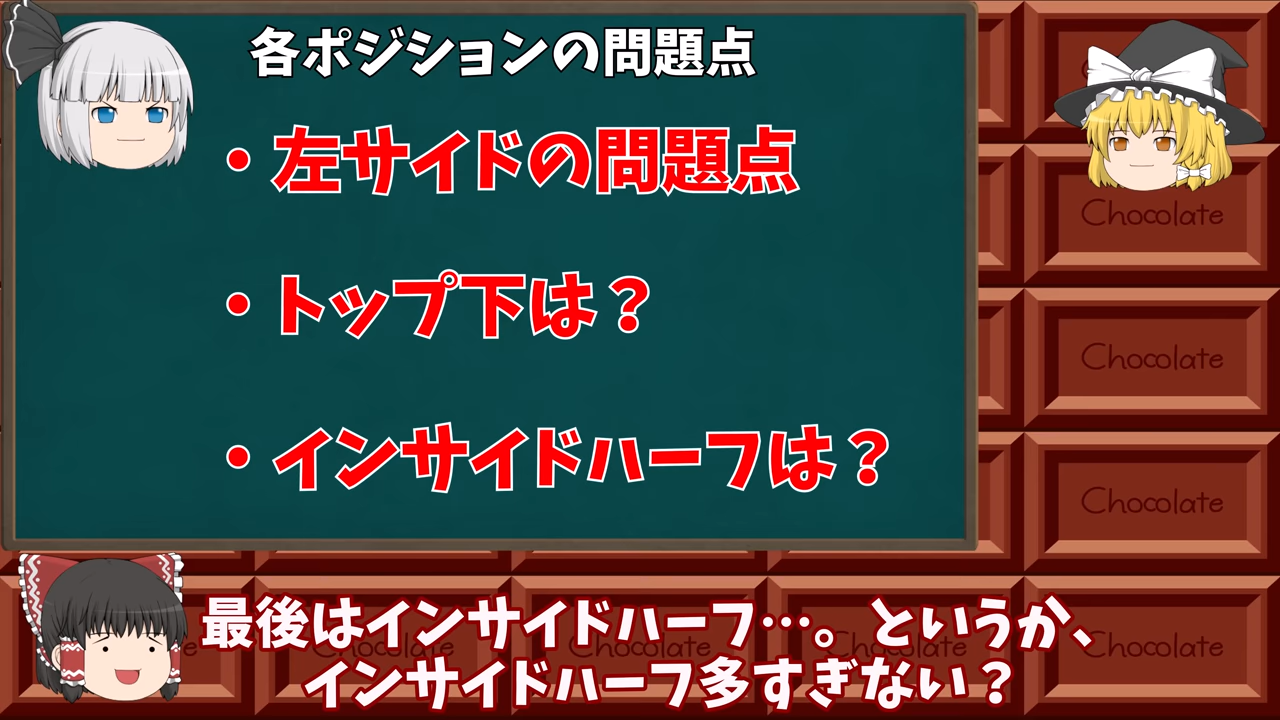 各ポジションの問題点
・左サイドの問題点
・トップ下は？
・インサイドハーフは？
Chocolate
Chocolate
Chocolate
最後はインサイドハーフ…。というか、
インサイドハーフ多すぎない？
Chocolate